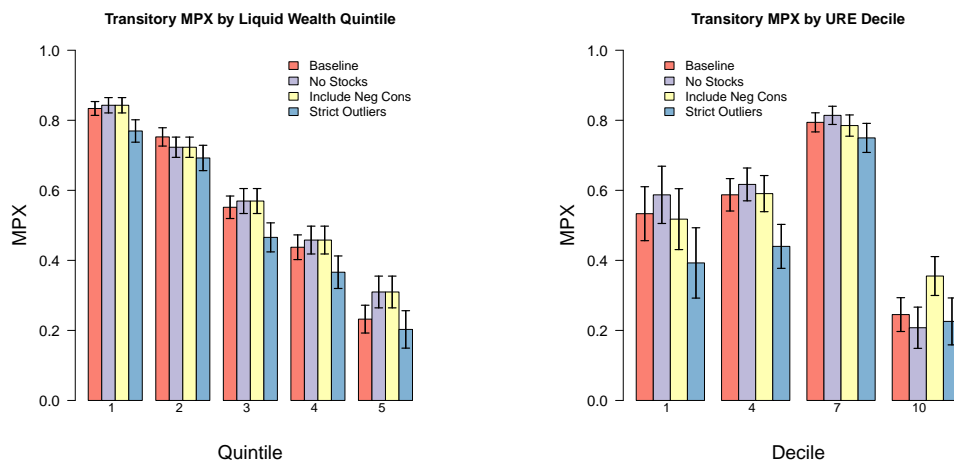 Transitory MPX by Liquid Wealth Quintile
1.0
0.8
0.6
0.4
0.2
0.0
MPX
Baseline
No Stocks
Include Neg Cons
Strict Outliers
1 2 3 4 5
Quintile
Transitory MPX by URE Decile
1.0
0.8
0.6
0.4
0.2
0.0
MPX
Baseline
No Stocks
Include Neg Cons
Strict Outliers
1 4 7 10
Decile